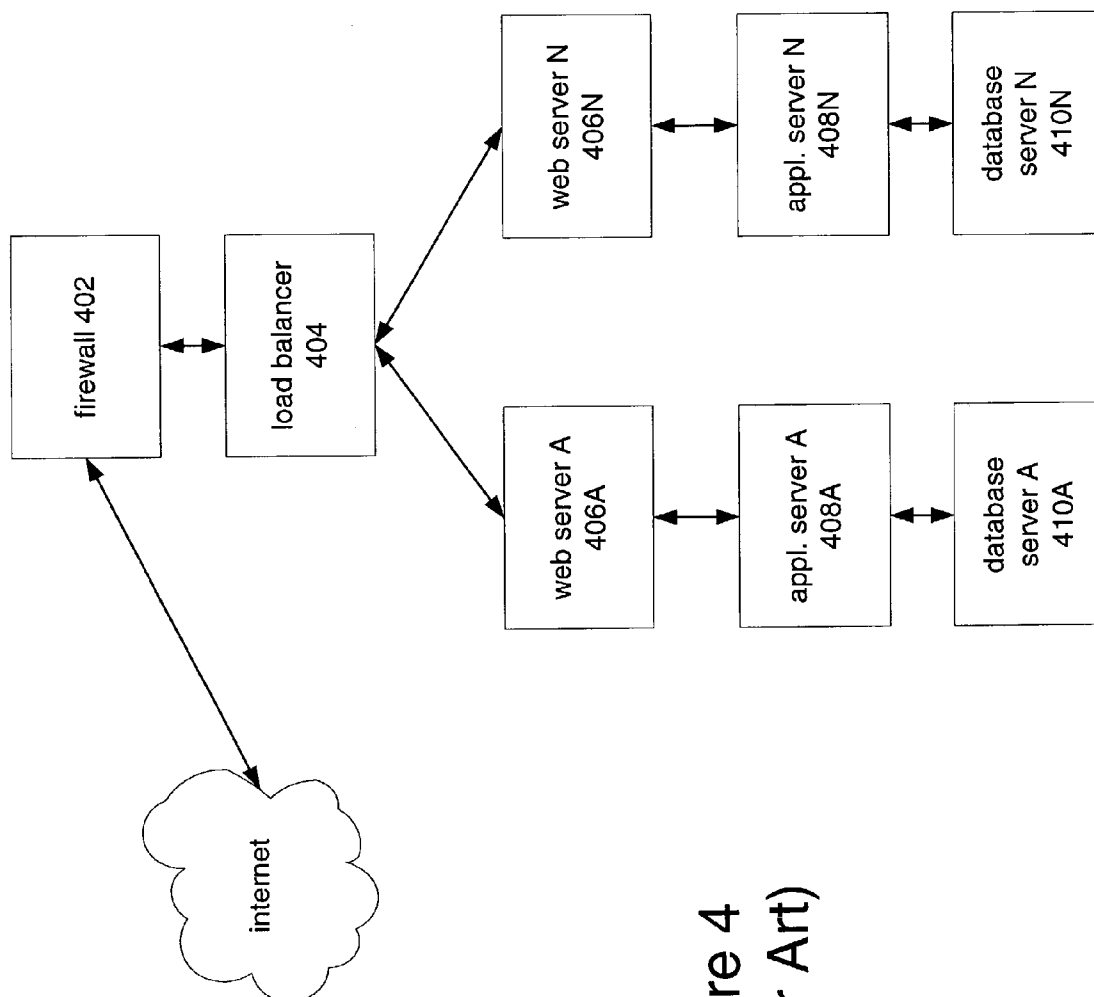 firewall 402
load balancer
404
internet
web server A
406A
web server N
406N
appl. server A
408A
appl. server N
408N
database
server A
410A
database
server N
410N
re 4
Art)